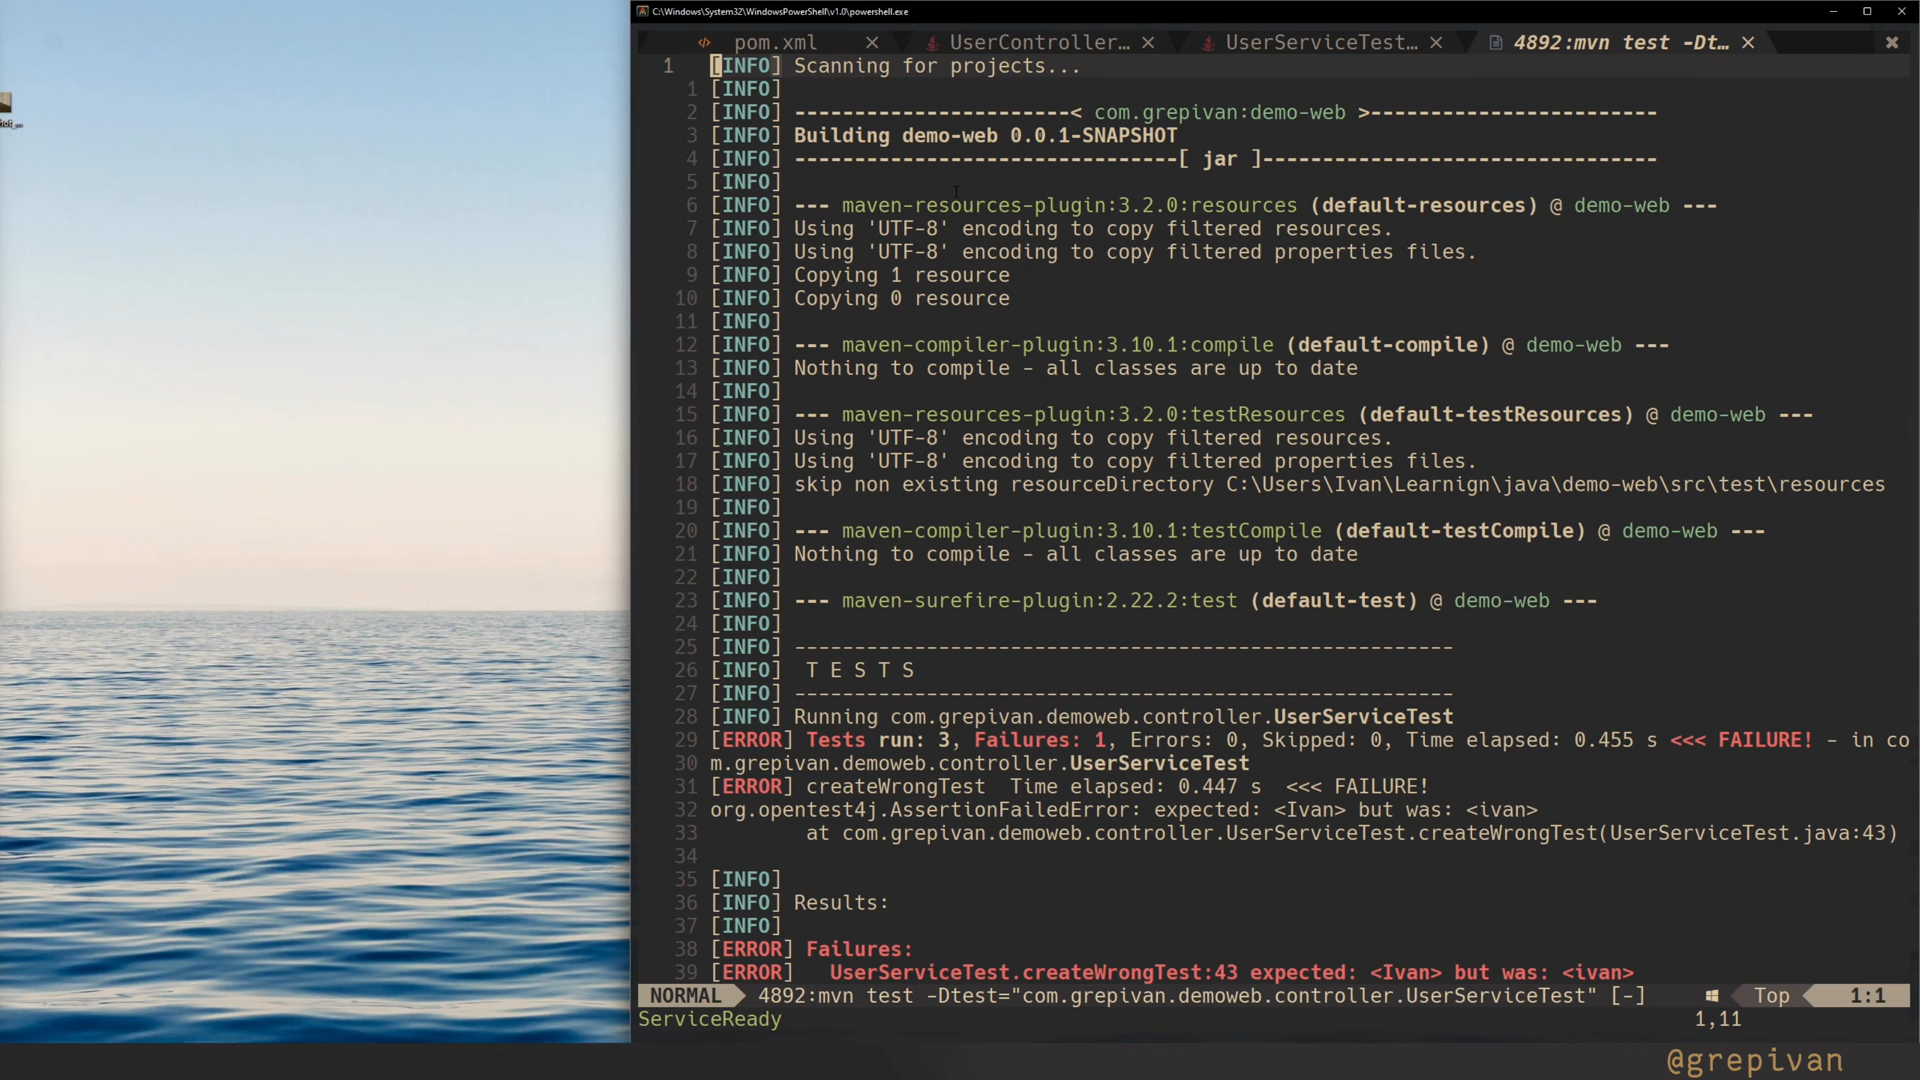 C:\Windows\System32\WindowsPowerShell\v1.0\powershell.exe
pom.xml UserController… UserServiceTest… 4892:mvn test -Dt…
1 [INFO] Scanning for projects...
1 [INFO]
2 [INFO] -----------------------< com.grepivan:demo-web >------------------------
3 [INFO] Building demo-web 0.0.1-SNAPSHOT
4 [INFO] --------------------------------[ jar ]---------------------------------
5 [INFO]
6 [INFO] --- maven-resources-plugin:3.2.0:resources (default-resources) @ demo-web ---
7 [INFO] Using 'UTF-8' encoding to copy filtered resources.
8 [INFO] Using 'UTF-8' encoding to copy filtered properties files.
9 [INFO] Copying 1 resource
10 [INFO] Copying 0 resource
11 [INFO]
12 [INFO] --- maven-compiler-plugin:3.10.1:compile (default-compile) @ demo-web ---
13 [INFO] Nothing to compile - all classes are up to date
14 [INFO]
15 [INFO] --- maven-resources-plugin:3.2.0:testResources (default-testResources) @ demo-web ---
16 [INFO] Using 'UTF-8' encoding to copy filtered resources.
17 [INFO] Using 'UTF-8' encoding to copy filtered properties files.
18 [INFO] skip non existing resourceDirectory C:\Users\Ivan\Learnign\java\demo-web\src\test\resources
19 [INFO]
20 [INFO] --- maven-compiler-plugin:3.10.1:testCompile (default-testCompile) @ demo-web ---
21 [INFO] Nothing to compile - all classes are up to date
22 [INFO]
23 [INFO] --- maven-surefire-plugin:2.22.2:test (default-test) @ demo-web ---
24 [INFO]
25 [INFO] -------------------------------------------------------
26 [INFO]  T E S T S
27 [INFO] -------------------------------------------------------
28 [INFO] Running com.grepivan.demoweb.controller.UserServiceTest
29 [ERROR] Tests run: 3, Failures: 1, Errors: 0, Skipped: 0, Time elapsed: 0.455 s <<< FAILURE! - in co
30 m.grepivan.demoweb.controller.UserServiceTest
31 [ERROR] createWrongTest  Time elapsed: 0.447 s  <<< FAILURE!
32 org.opentest4j.AssertionFailedError: expected: <Ivan> but was: <ivan>
33 at com.grepivan.demoweb.controller.UserServiceTest.createWrongTest(UserServiceTest.java:43)
34
35 [INFO]
36 [INFO] Results:
37 [INFO]
38 [ERROR] Failures:
39 [ERROR]   UserServiceTest.createWrongTest:43 expected: <Ivan> but was: <ivan>
NORMAL 4892:mvn test -Dtest="com.grepivan.demoweb.controller.UserServiceTest" [-] Top 1:1
ServiceReady 1,11
@grepivan